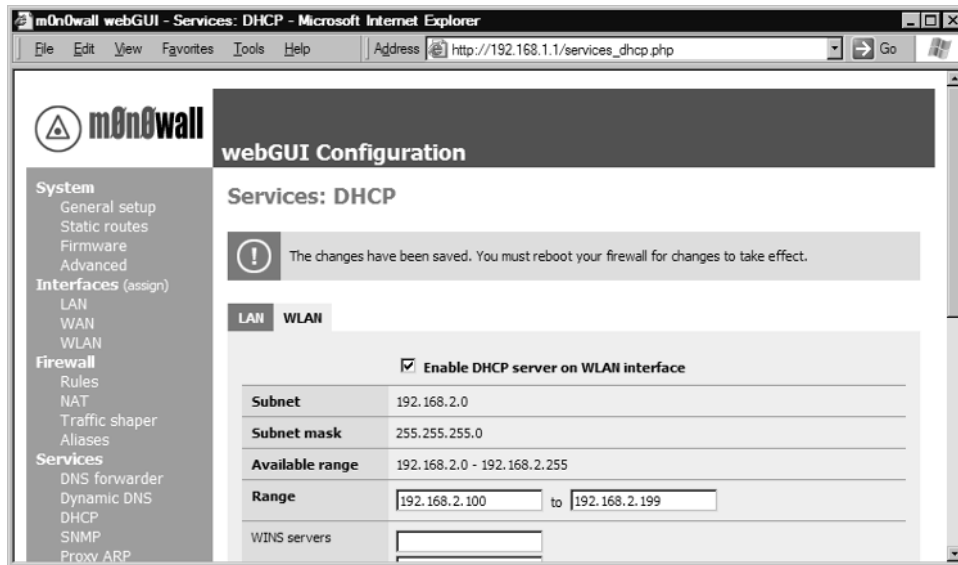 m0n0wall webGUI - Services: DHCP - Microsoft Internet Explorer
File Edit View Favorites Tools Help Address http://192.168.1.1/services_dhcp.php Go
m0n0wall
webGUI Configuration
System
General setup
Static routes
Firmware
Advanced
Interfaces (assign)
LAN
WAN
WLAN
Firewall
Rules
NAT
Traffic shaper
Aliases
Services
DNS forwarder
Dynamic DNS
DHCP
SNMP
Proxy ARP
Services: DHCP
The changes have been saved. You must reboot your firewall for changes to take effect.
LAN WLAN
Enable DHCP server on WLAN interface
Subnet 192.168.2.0
Subnet mask 255.255.255.0
Available range 192.168.2.0 - 192.168.2.255
Range 192.168.2.100 to 192.168.2.199
WINS servers